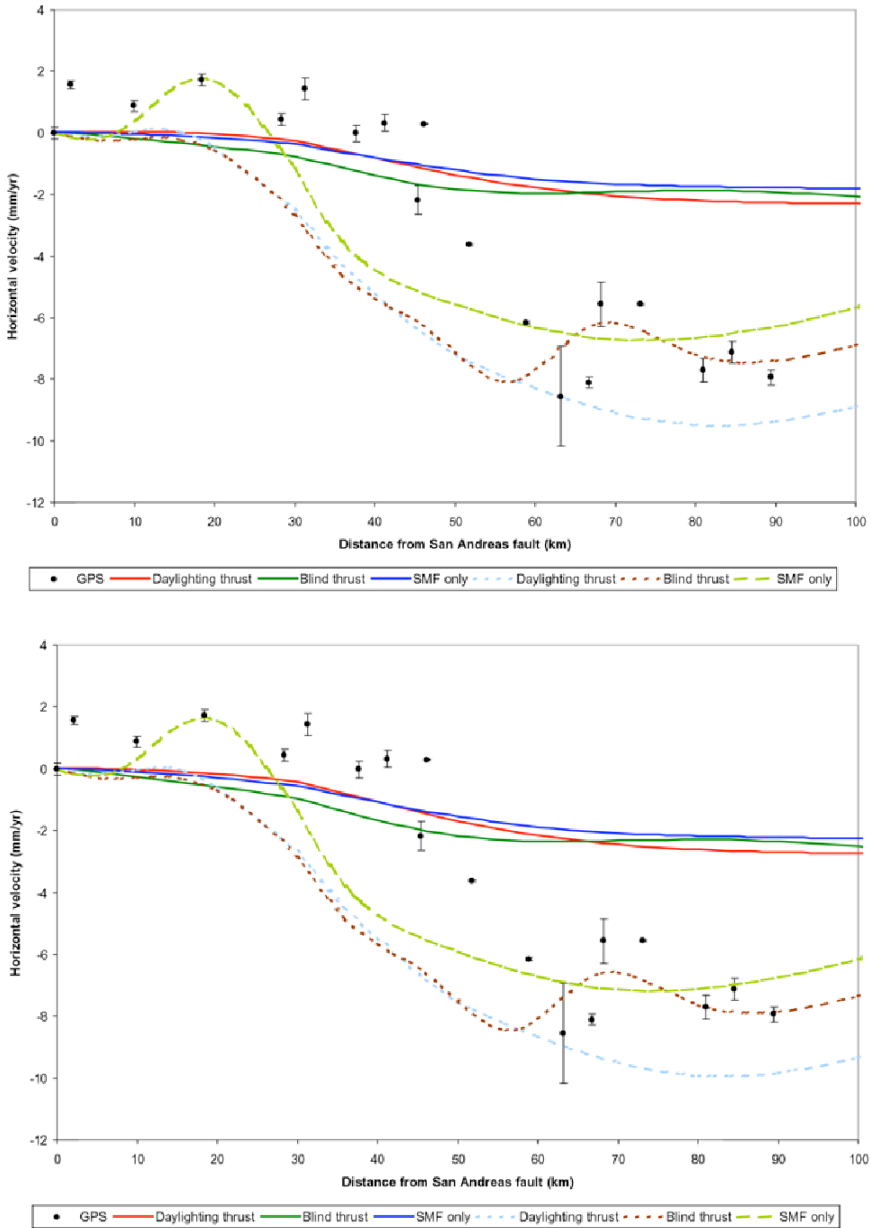 4
2
0
-2
-4
-6
-8
-10
-12
Horizontal velocity (mm/yr)
0 10 20 30 40 50 60 70 80 90 100
Distance from San Andreas fault (km)
GPS Daylighting thrust Blind thrust SMF only Daylighting thrust Blind thrust SMF only
4
2
0
-2
-4
-6
-8
-10
-12
Horizontal velocity (mm/yr)
0 10 20 30 40 50 60 70 80 90 100
Distance from San Andreas fault (km)
GPS Daylighting thrust Blind thrust SMF only Daylighting thrust Blind thrust SMF only